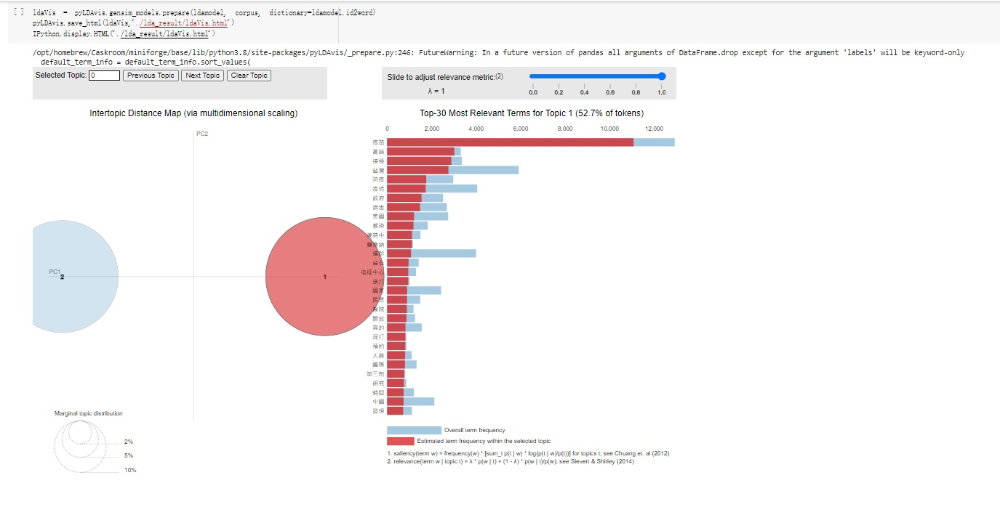 [ ] ldaVis = pyLDAvis.gensim_models.prepare(ldamodel, corpus, dictionary=ldamodel.id2word)
pyLDAvis.save_html(ldaVis,'./lda_result/ldaVis.html')
IPython.display.HTML('./lda_result/ldaVis.html')
/opt/homebrew/Caskroom/miniforge/base/lib/python3.8/site-packages/pyLDAvis/_prepare.py:246: FutureWarning: In a future version of pandas all arguments of DataFrame.drop except for the argument 'labels' will be keyword-only
default_term_info = default_term_info.sort_values(
Selected Topic: 0 Previous Topic Next Topic Clear Topic
Slide to adjust relevance metric:(2)
λ = 1
0.0 0.2 0.4 0.6 0.8 1.0
Intertopic Distance Map (via multidimensional scaling)
PC2
PC1
2
1
Marginal topic distribution
2%
5%
10%
Top-30 Most Relevant Terms for Topic 1 (52.7% of tokens)
0 2,000 4,000 6,000 8,000 10,000 12,000
疫苗
高端
接種
台灣
防疫
疫情
政府
病毒
美國
感染
陳時中
莫德納
確診
台北
指揮中心
施打
國家
民眾
醫院
開放
真的
混打
預約
人員
國際
第三劑
研究
時間
中國
發現
Overall term frequency
Estimated term frequency within the selected topic
1. saliency(term w) = frequency(w) * [sum_t p(t | w) * log(p(t | w)/p(t))] for topics t; see Chuang et. al (2012)
2. relevance(term w | topic t) = λ * p(w | t) + (1 - λ) * p(w | t)/p(w); see Sievert & Shirley (2014)